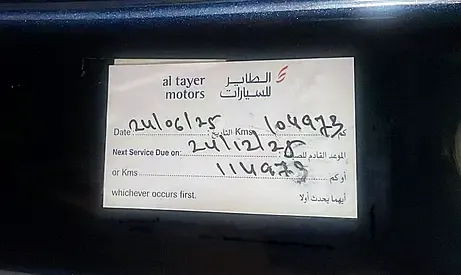 al tayer الطاير
motors للسيارات
Date 24/06/25 التاريخ: Kms 104973 كم
Next Service Due on: 24/12/25 الموعد القادم للصيانة:
or Kms 114973 أو كم
whichever occurs first. أيهما يحدث أولا